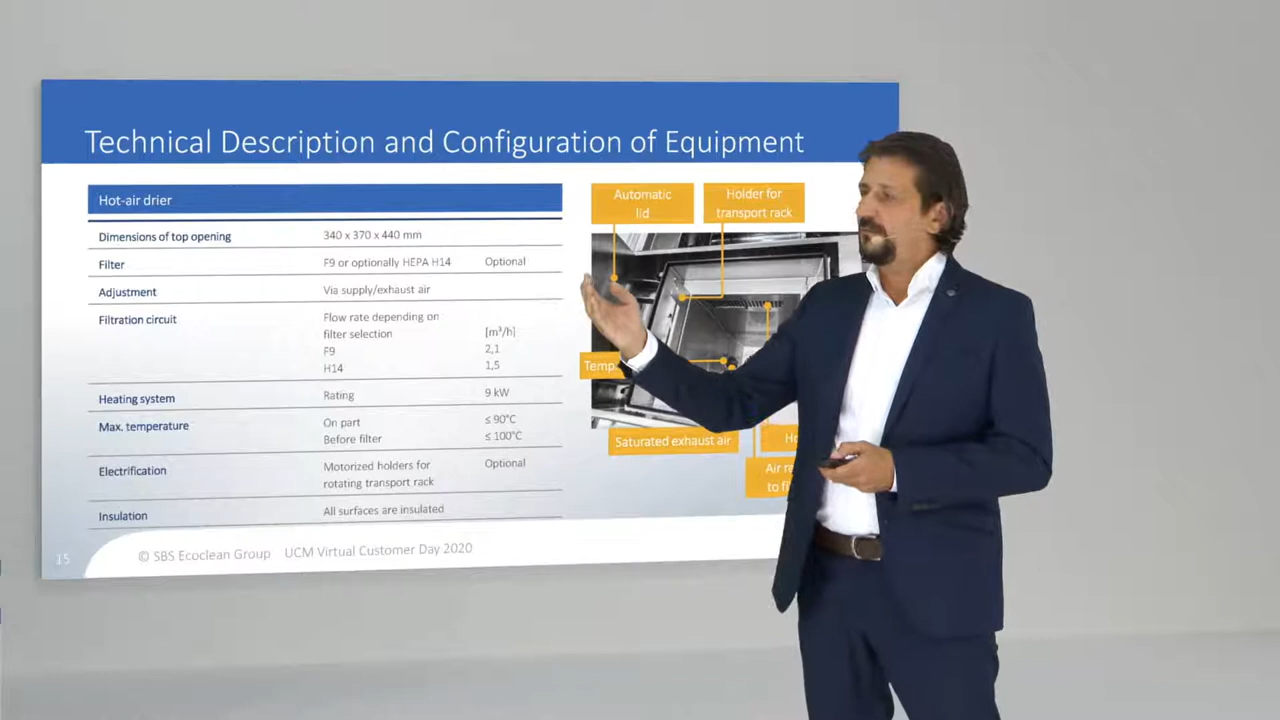 Technical Description and Configuration of Equipment
Hot-air drier
Dimensions of top opening 340 x 370 x 440 mm
Filter F9 or optionally HEPA H14 Optional
Adjustment Via supply/exhaust air
Filtration circuit Flow rate depending on
filter selection [m³/h]
F9 2,1
H14 1,5
Heating system Rating 9 kW
Max. temperature On part ≤ 90°C
Before filter ≤ 100°C
Electrification Motorized holders for Optional
rotating transport rack
Insulation All surfaces are insulated
Automatic
lid
Holder for
transport rack
Temp
Saturated exhaust air
Air
to
15 © SBS Ecoclean Group UCM Virtual Customer Day 2020